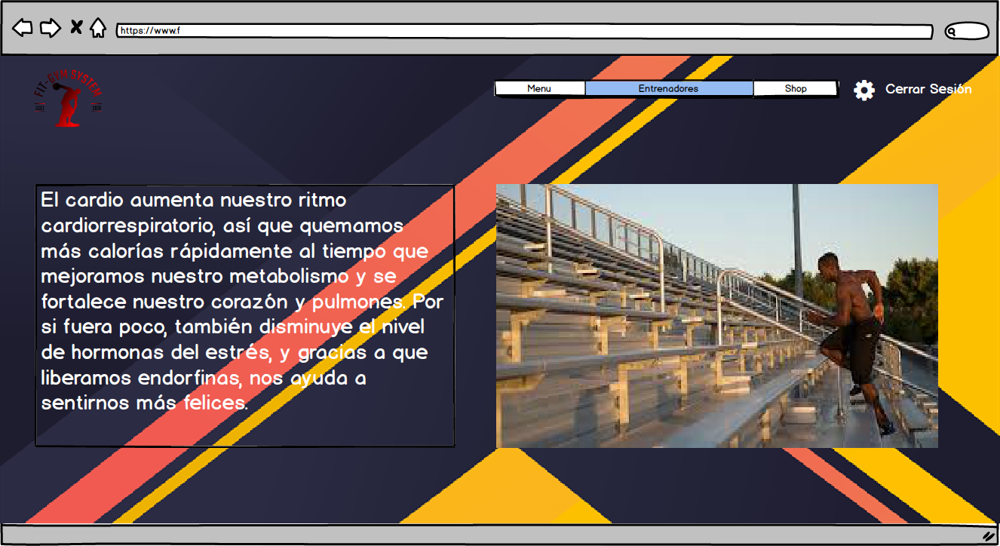 https://www.f
FIT-GYM SYSTEM
Menu
Entrenadores
Shop
Cerrar Sesión
El cardio aumenta nuestro ritmo
cardiorrespiratorio, así que quemamos
más calorías rápidamente al tiempo que
mejoramos nuestro metabolismo y se
fortalece nuestro corazón y pulmones. Por
si fuera poco, también disminuye el nivel
de hormonas del estrés, y gracias a que
liberamos endorfinas, nos ayuda a
sentirnos más felices.